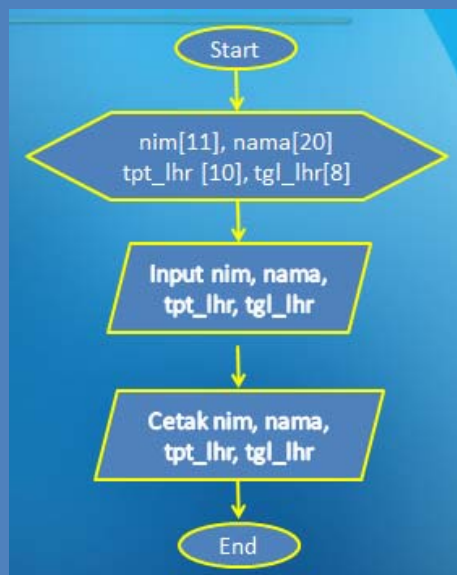 Start
nim[11], nama[20]
tpt_lhr [10], tgl_lhr[8]
Input nim, nama,
tpt_lhr, tgl_lhr
Cetak nim, nama,
tpt_lhr, tgl_lhr
End